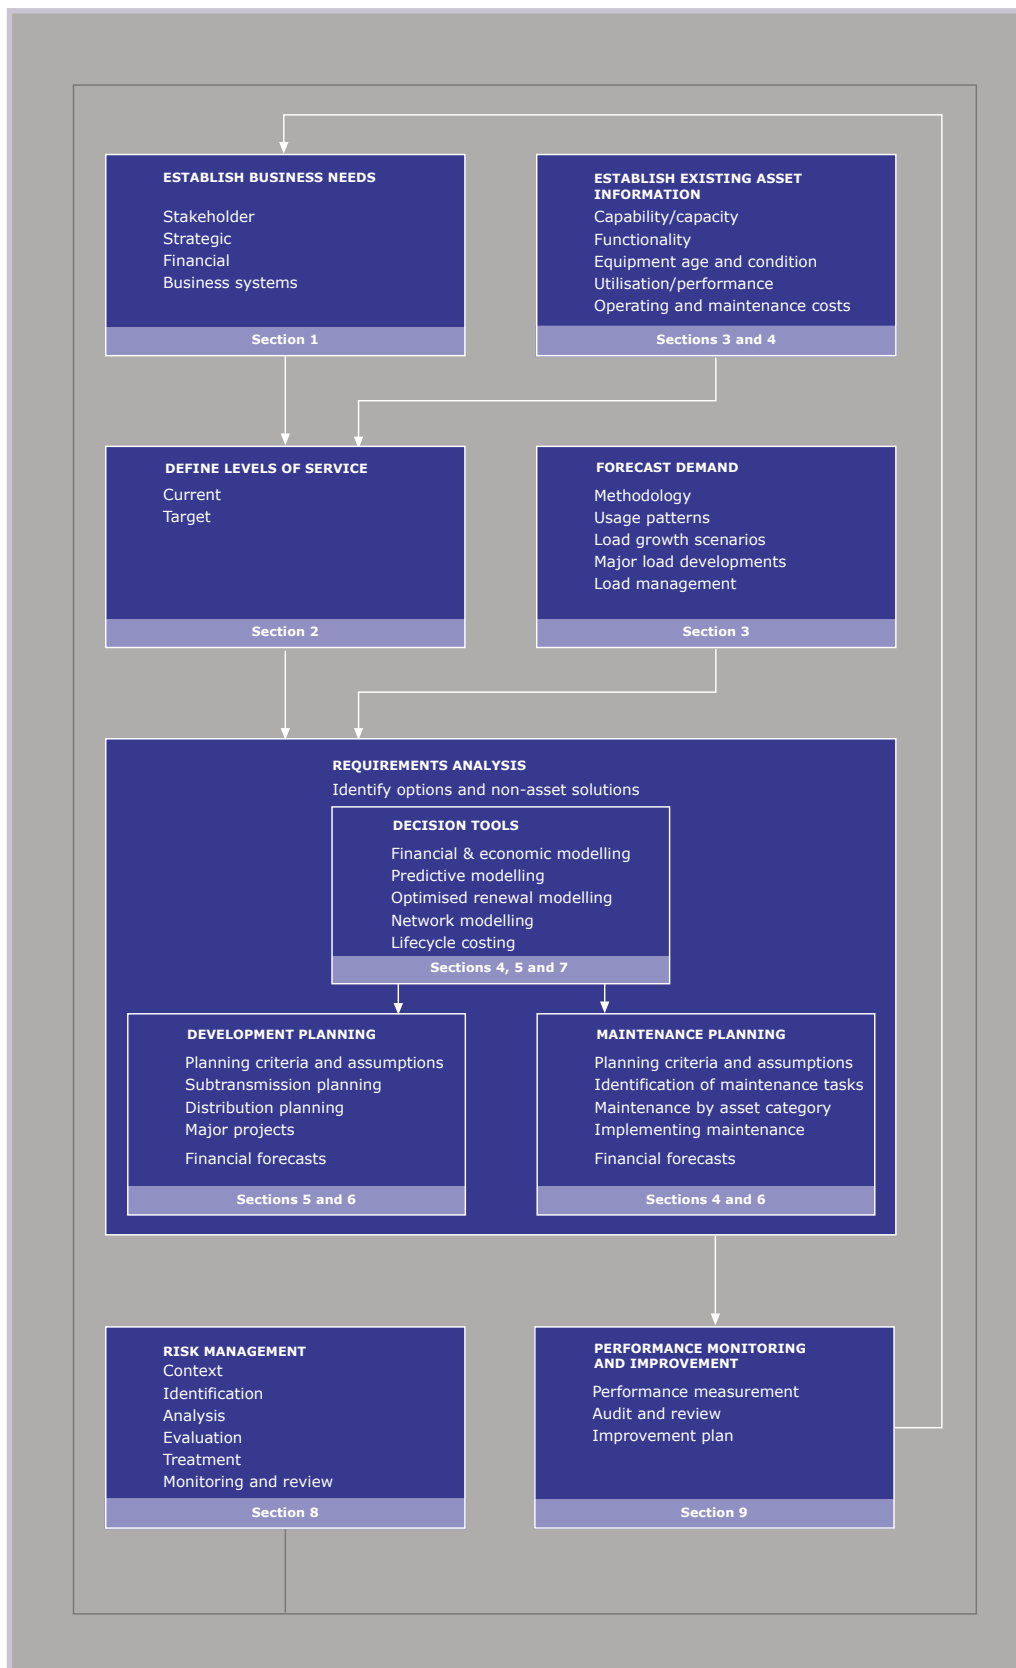 ESTABLISH BUSINESS NEEDS
Stakeholder
Strategic
Financial
Business systems
Section 1
ESTABLISH EXISTING ASSET
INFORMATION
Capability/capacity
Functionality
Equipment age and condition
Utilisation/performance
Operating and maintenance costs
Sections 3 and 4
DEFINE LEVELS OF SERVICE
Current
Target
Section 2
FORECAST DEMAND
Methodology
Usage patterns
Load growth scenarios
Major load developments
Load management
Section 3
REQUIREMENTS ANALYSIS
Identify options and non-asset solutions
DECISION TOOLS
Financial & economic modelling
Predictive modelling
Optimised renewal modelling
Network modelling
Lifecycle costing
Sections 4, 5 and 7
DEVELOPMENT PLANNING
Planning criteria and assumptions
Subtransmission planning
Distribution planning
Major projects
Financial forecasts
Sections 5 and 6
MAINTENANCE PLANNING
Planning criteria and assumptions
Identification of maintenance tasks
Maintenance by asset category
Implementing maintenance
Financial forecasts
Sections 4 and 6
RISK MANAGEMENT
Context
Identification
Analysis
Evaluation
Treatment
Monitoring and review
Section 8
PERFORMANCE MONITORING
AND IMPROVEMENT
Performance measurement
Audit and review
Improvement plan
Section 9